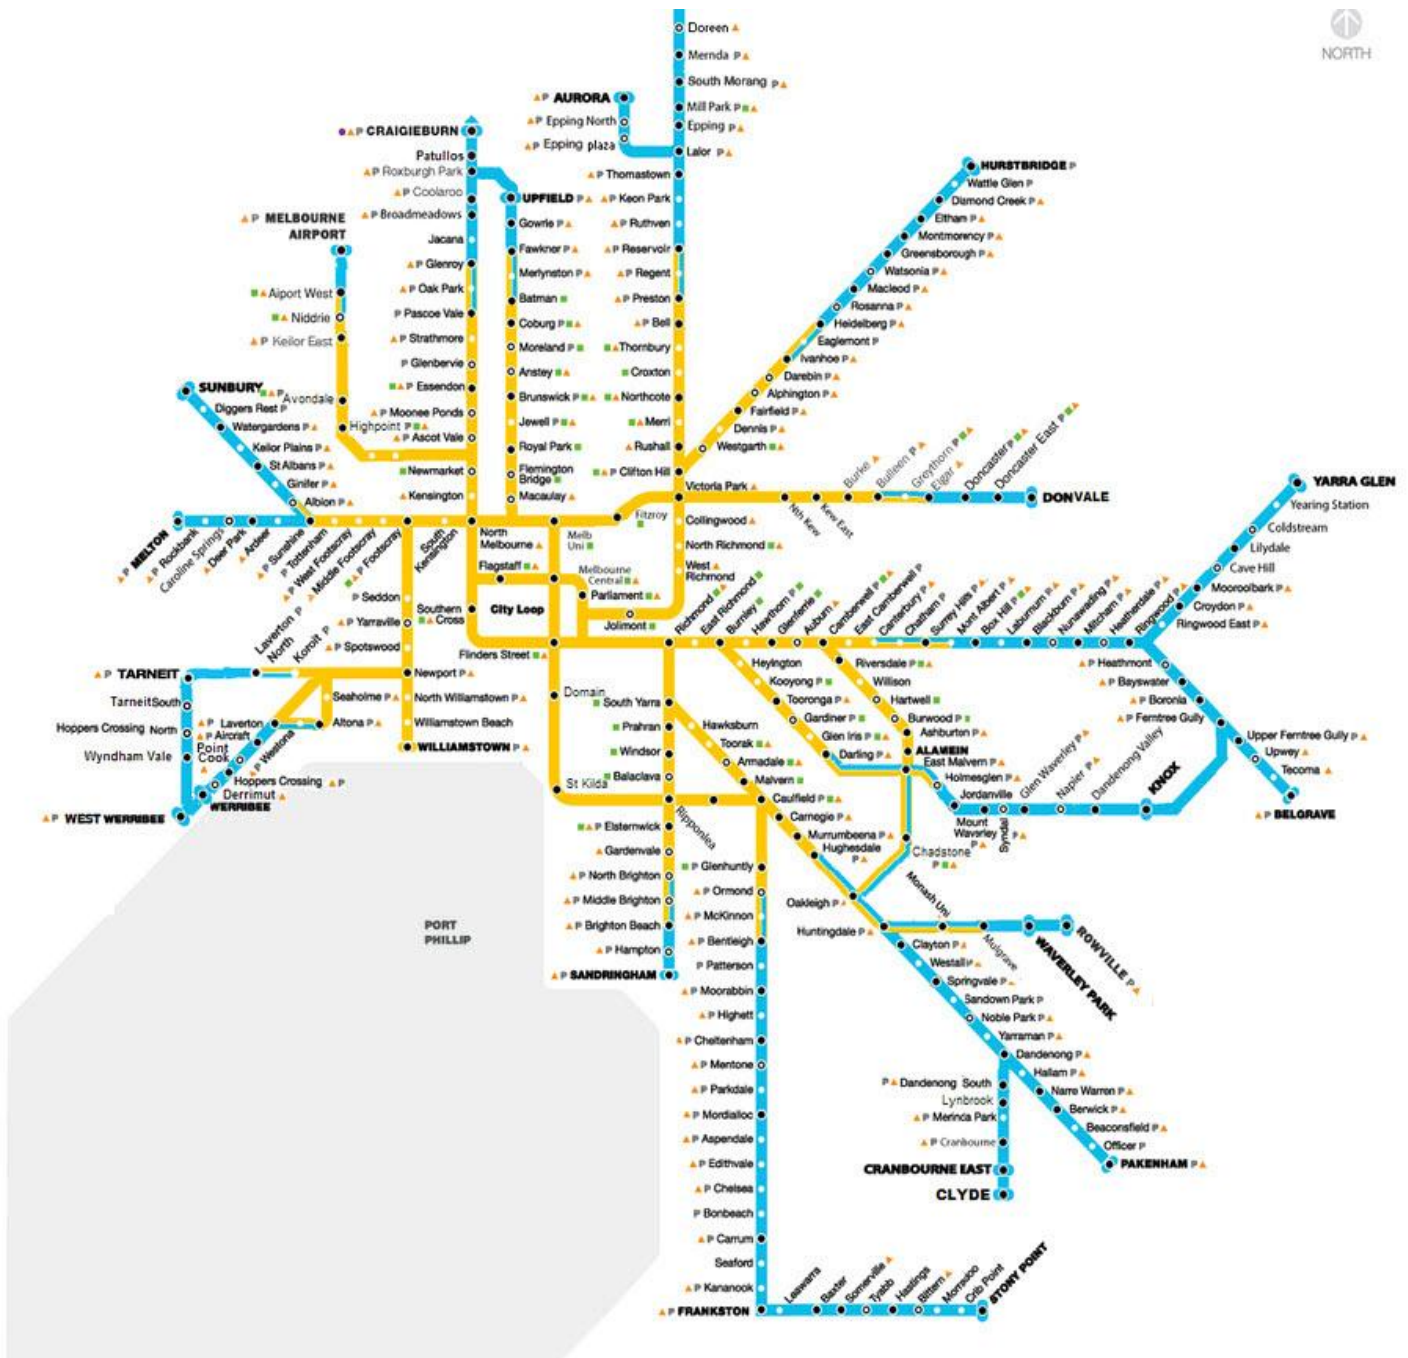 NORTH
Doreen
Mernda P
South Morang P
Mill Park P
Epping P
Lalor P
P AURORA
P Epping North
P Epping plaza
P Thomastown
P Keon Park
P Ruthven
P Reservoir
P Regent
P Preston
P Bell
Thornbury
Croxton
Northcote
Merri
Rushall
P Clifton Hill
Victoria Park
Collingwood
North Richmond
West
Richmond
P CRAIGIEBURN
Patullos
P Roxburgh Park
P Coolaroo
P Broadmeadows
Jacana
P Glenroy
P Oak Park
P Pascoe Vale
P Strathmore
P Glenbervie
P Essendon
P Moonee Ponds
P Ascot Vale
Newmarket
Kensington
North
Melbourne
UPFIELD P
Gowrie P
Fawkner P
Merlynston P
Batman
Coburg P
Moreland P
Anstey
Brunswick P
Jewell P
Royal Park
Flemington
Bridge
Macaulay
P MELBOURNE
AIRPORT
Aiport West
Niddrie
P Keilor East
P
Avondale
Highpoint P
SUNBURY
Diggers Rest P
Watergardens P
Keilor Plains P
St Albans P
Ginifer P
Albion P
P MELTON
P Rockbank
Caroline Springs
Deer Park
Ardeer
P Sunshine
P Tottenham
P West Footscray
P Middle Footscray
P Footscray
South
Kensington
HURSTBRIDGE P
Wattle Glen P
Diamond Creek P
Eltham P
Montmorency P
Greensborough P
Watsonia P
Macleod P
Rosanna P
Heidelberg P
Eaglemont P
Ivanhoe P
Darebin P
Alphington P
Fairfield P
Dennis P
Westgarth
Nth Kew
Kew East
Burke
Bulleen P
Greythorn P
Elgar
Doncaster P
Doncaster East P
DONVALE
Fitzroy
Melb
Uni
Flagstaff
Melbourne
Central
Parliament
City Loop
Jolimont
Southern
Cross
Flinders Street
Domain
St Kilda
P Seddon
P Yarraville
P Spotswood
Newport P
North Williamstown P
Williamstown Beach
WILLIAMSTOWN P
Laverton P
North
Koroit P
P TARNEIT
TarneitSouth
Hoppers Crossing North
Wyndham Vale
P WEST WERRIBEE
Seaholme P
Altona P
P Laverton
P Aircraft
P Westona
Point
Cook
Hoppers Crossing P
Derrimut
WERRIBEE
PORT
PHILLIP
Richmond
East Richmond
Burnley
Hawthorn P
Glenferrie
Auburn
Camberwell P
East Camberwell P
Canterbury P
Chatham P
Surrey Hills P
Mont Albert P
Box Hill P
Laburnum P
Blackburn P
Nunawading P
Mitcham P
Heatherdale P
Ringwood P
YARRA GLEN
Yearing Station
Coldstream
Lilydale
Cave Hill
Mooroolbark P
Croydon P
Ringwood East P
P Heathmont
P Bayswater
P Boronia
P Ferntree Gully
Upper Ferntree Gully P
Upwey
Tecoma
P BELGRAVE
Heyington
Kooyong P
Tooronga P
Gardiner P
Glen Iris P
Darling P
Riversdale P
Willison
Hartwell
Burwood P
Ashburton P
ALAMEIN
East Malvern P
Holmesglen P
Jordanville
Mount
Waverley
P
Syndal
P
Glen Waverley P
Napier P
Dandenong Valley
KNOX
South Yarra
Prahran
Windsor
Balaclava
Ripponlea
P Elsternwick
Gardenvale
P North Brighton
P Middle Brighton
P Brighton Beach
P Hampton
P SANDRINGHAM
Hawksburn
Toorak
Armadale
Malvern
Caulfield P
Carnegie P
Murrumbeena P
Hughesdale
P
Oakleigh P
Huntingdale P
Chadstone
P
Monash Uni
Mulgrave
WAVERLEY PARK
ROWVILLE P
Clayton P
Westall P
Springvale P
Sandown Park P
Noble Park P
Yarraman P
Dandenong P
Hallam P
Narre Warren P
Berwick P
Beaconsfield P
Officer P
PAKENHAM P
P Dandenong South
Lynbrook
P Merinda Park
P Cranbourne
CRANBOURNE EAST
CLYDE
P Glenhuntly
P Ormond
P McKinnon
P Bentleigh
P Patterson
P Moorabbin
P Highett
P Cheltenham
P Mentone
P Parkdale
P Mordialloc
P Aspendale
P Edithvale
P Chelsea
P Bonbeach
P Carrum
Seaford
P Kananook
P FRANKSTON
Leawarra
Baxter
Somerville
Tyabb
Hastings
Bittern
Morradoo
Crib Point
STONY POINT